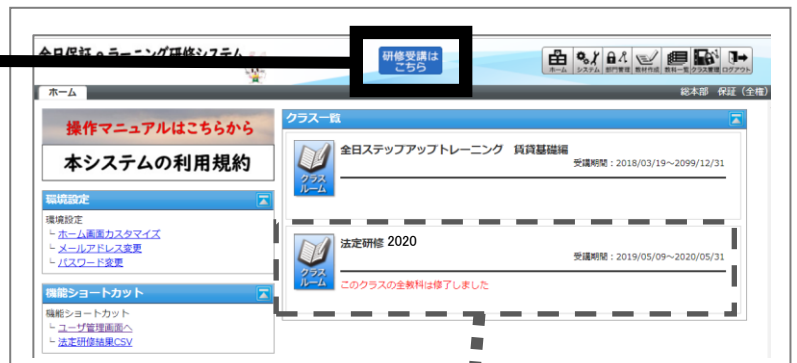 全日保証 e ラーニング研修システム
研修受講は
こちら
ホーム
システム
部門管理
教材作成
教科一覧
クラス管理
ログアウト
ホーム
総本部 保証(全権)
操作マニュアルはこちらから
本システムの利用規約
環境設定
環境設定
└ ホーム画面カスタマイズ
└ メールアドレス変更
└ パスワード変更
機能ショートカット
機能ショートカット
└ ユーザ管理画面へ
└ 法定研修結果CSV
クラス一覧
クラス
ルーム
全日ステップアップトレーニング 賃貸基礎編
受講期間:2018/03/19~2099/12/31
クラス
ルーム
法定研修 2020
受講期間:2019/05/09~2020/05/31
このクラスの全教科は修了しました